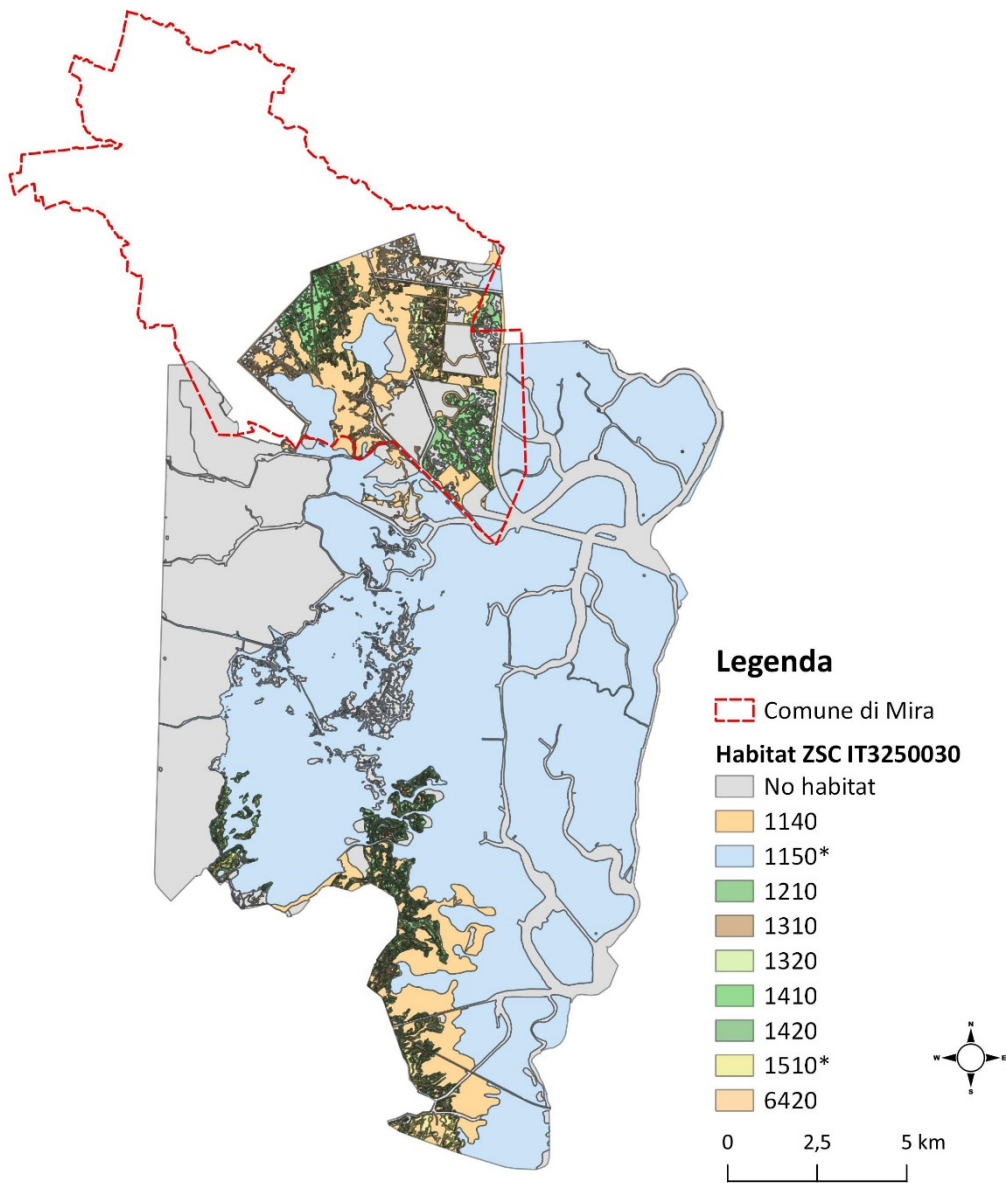 Legenda
Comune di Mira
Habitat ZSC IT3250030
No habitat
1140
1150*
1210
1310
1320
1410
1420
1510*
6420
N
W E
S
0 2,5 5 km